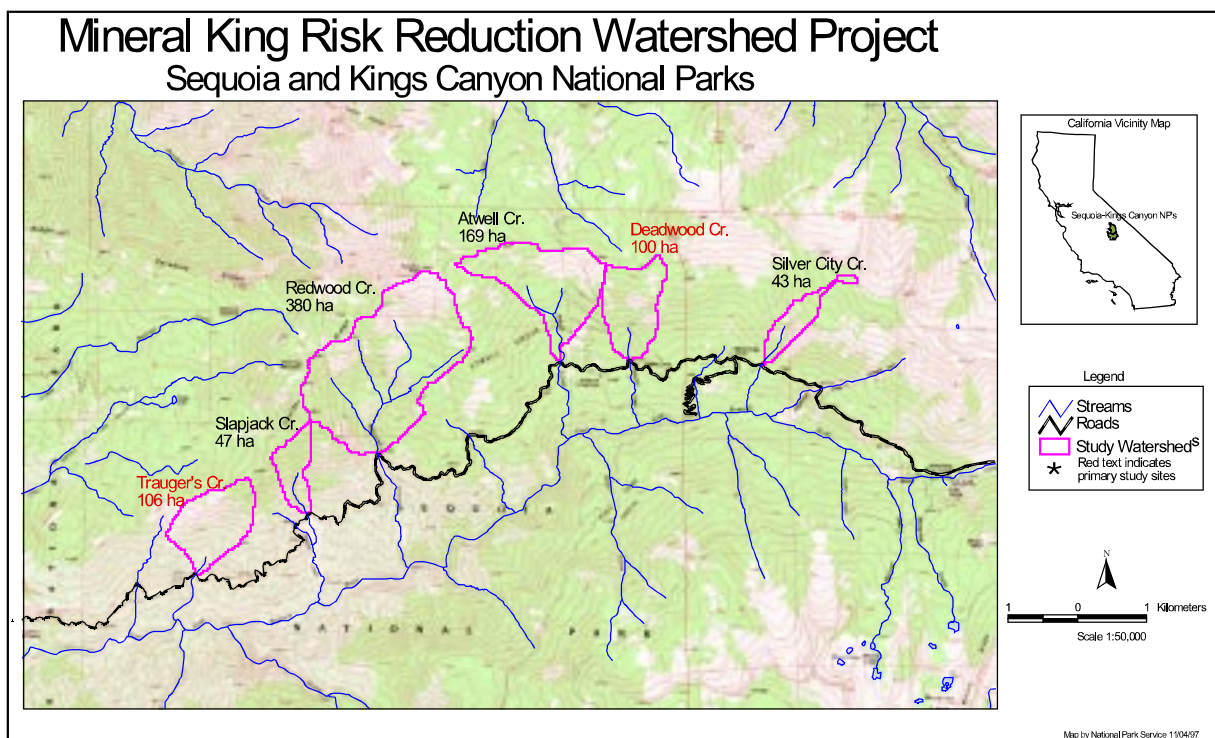 Mineral King Risk Reduction Watershed Project
Sequoia and Kings Canyon National Parks
California Vicinity Map
Sequoia-Kings Canyon NP's
Atwell Cr.
169 ha
Deadwood Cr.
100 ha
Silver City Cr.
43 ha
Redwood Cr.
380 ha
Slapjack Cr.
47 ha
Trauger's Cr.
106 ha
SEQUOIA
NATIONAL PARK
Legend
Streams
Roads
Study Watersheds
* Red text indicates
primary study sites
N
1 0 1 Kilometers
Scale 1:50,000
Map by National Park Service 11/04/97